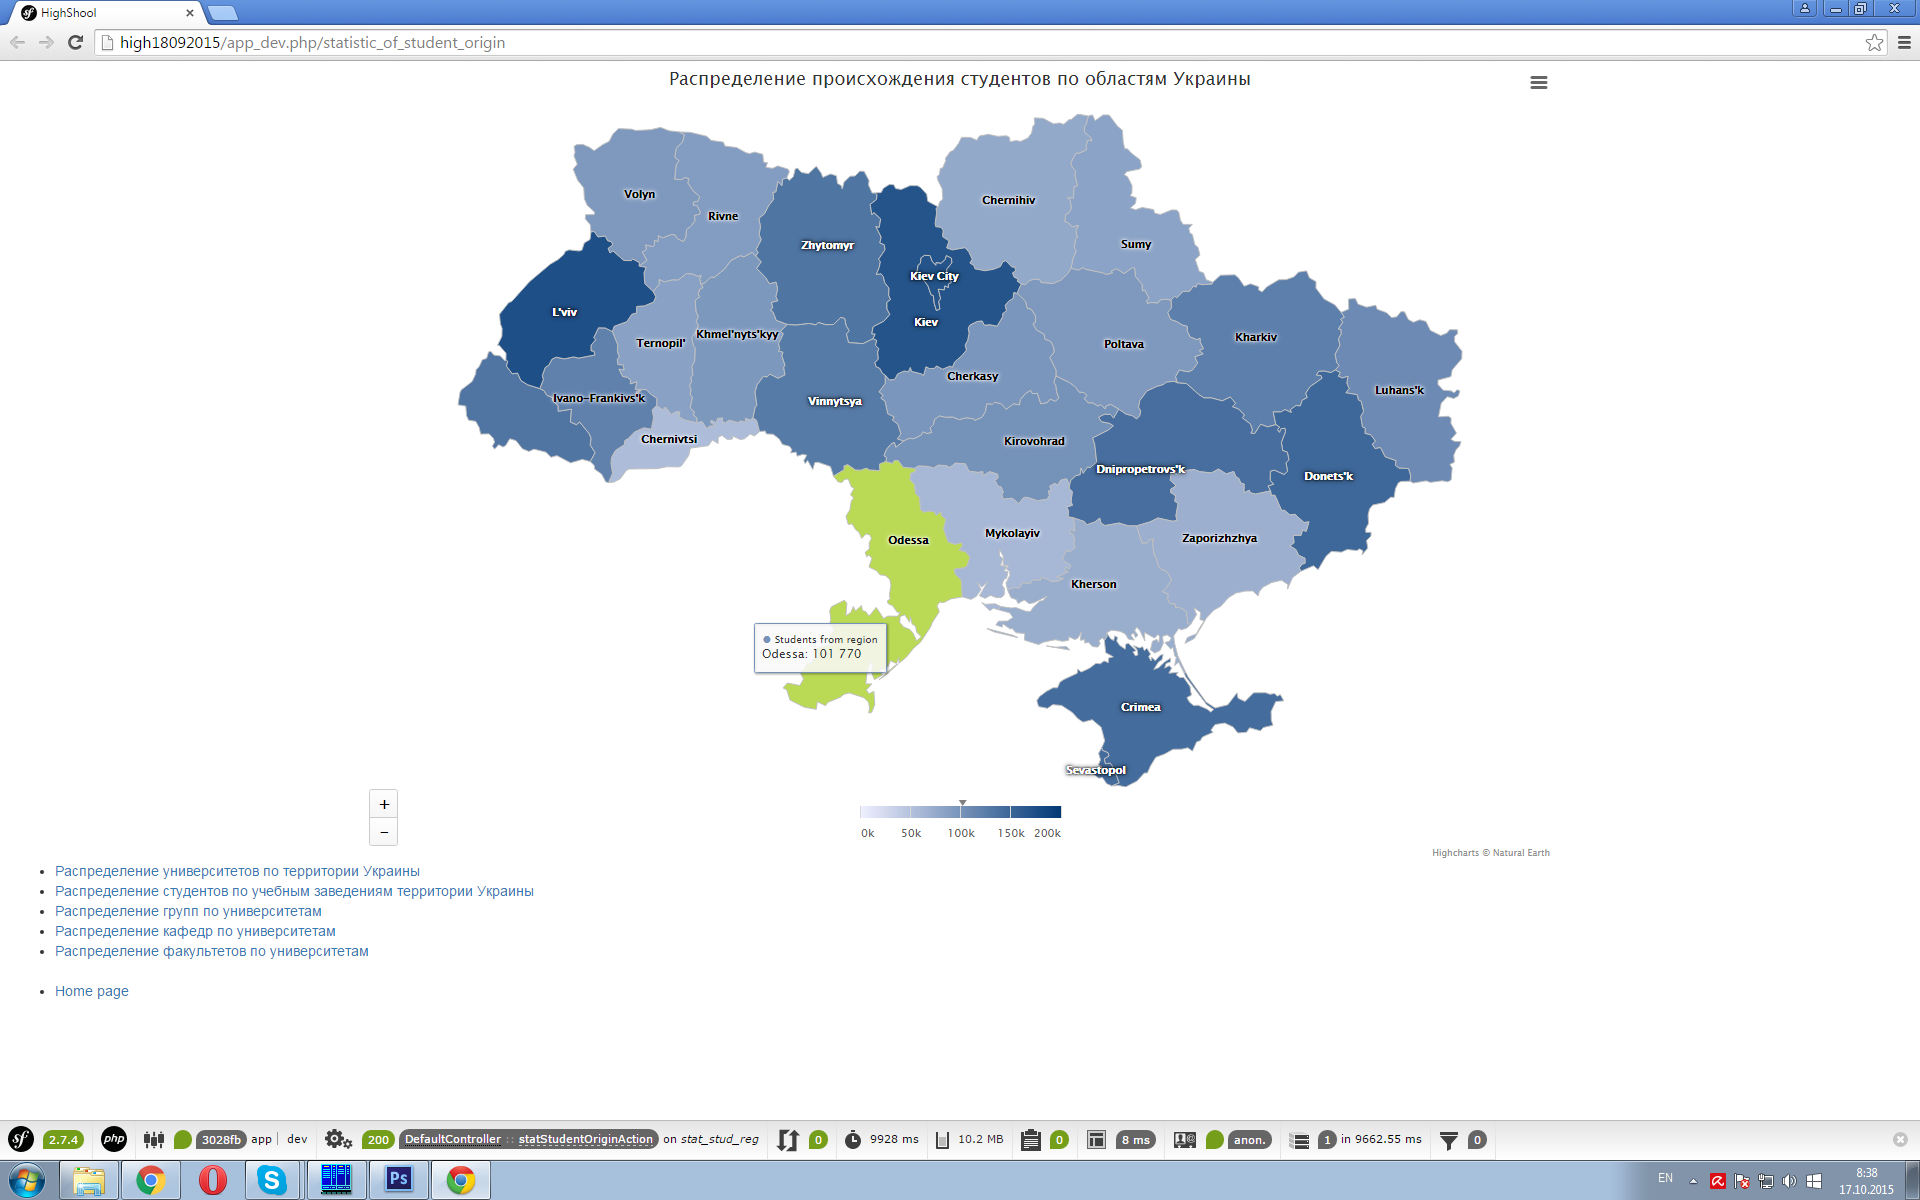 HighShool
high18092015/app_dev.php/statistic_of_student_origin
Распределение происхождения студентов по областям Украины
Volyn
Rivne
Zhytomyr
Chernihiv
Sumy
Kiev City
L'viv
Kiev
Ternopil'
Khmel'nyts'kyy
Kharkiv
Poltava
Cherkasy
Luhans'k
Ivano-Frankivs'k
Vinnytsya
Chernivtsi
Kirovohrad
Dnipropetrovs'k
Donets'k
Odessa
Mykolayiv
Zaporizhzhya
Kherson
Students from region
Odessa: 101 770
Crimea
Sevastopol
+
−
0k 50k 100k 150k 200k
Highcharts © Natural Earth
Распределение университетов по территории Украины
Распределение студентов по учебным заведениям территории Украины
Распределение групп по университетам
Распределение кафедр по университетам
Распределение факультетов по университетам
Home page
sf 2.7.4 php 3028fb app dev 200 DefaultController :: statStudentOriginAction on stat_stud_reg 0 9928 ms 10.2 MB 0 8 ms anon. 1 in 9662.55 ms 0
Ps
EN
8:38
17.10.2015